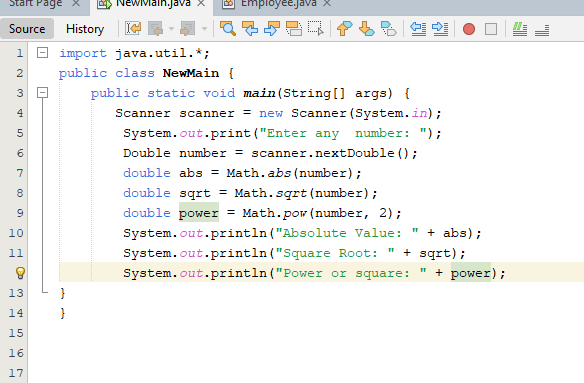 Start Page NewMain.java Employee.java
Source History
1 import java.util.*;
2 public class NewMain {
3 public static void main(String[] args) {
4 Scanner scanner = new Scanner(System.in);
5 System.out.print("Enter any  number: ");
6 Double number = scanner.nextDouble();
7 double abs = Math.abs(number);
8 double sqrt = Math.sqrt(number);
9 double power = Math.pow(number, 2);
10 System.out.println("Absolute Value: " + abs);
11 System.out.println("Square Root: " + sqrt);
System.out.println("Power or square: " + power);
13 }
14 }
15
16
17